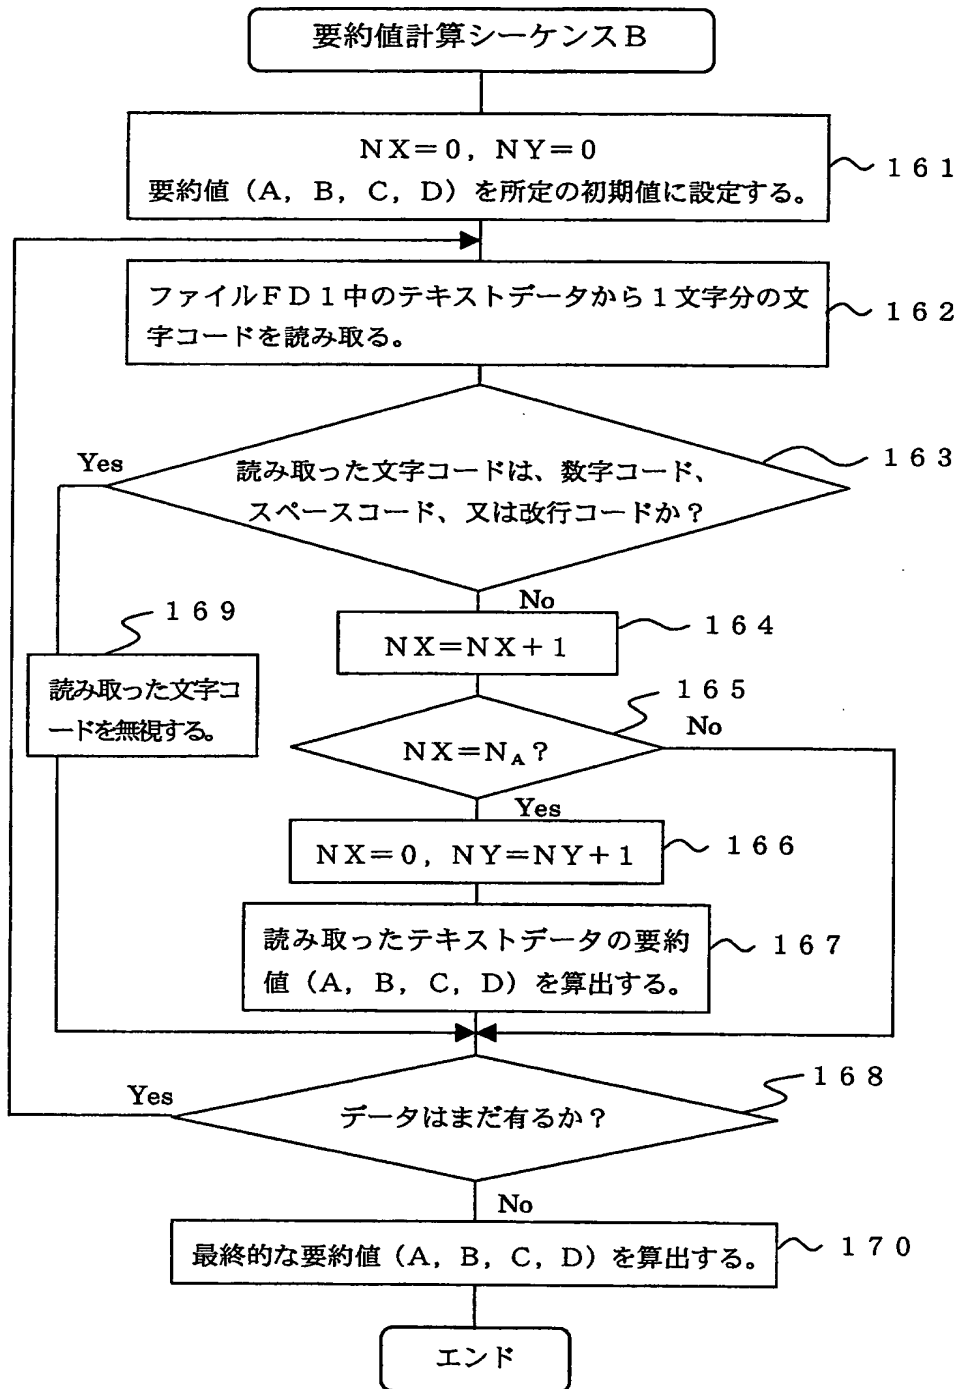 要約値計算シーケンスB
NX=0, NY=0
要約値（A, B, C, D）を所定の初期値に設定する。
161
ファイルFD1中のテキストデータから1文字分の文
字コードを読み取る。
162
Yes
読み取った文字コードは、数字コード、
スペースコード、又は改行コードか？
163
No
169
NX=NX+1
164
読み取った文字コ
ードを無視する。
165
NX=NA？
No
Yes
NX=0, NY=NY+1
166
読み取ったテキストデータの要約
値（A, B, C, D）を算出する。
167
168
Yes
データはまだ有るか？
No
最終的な要約値（A, B, C, D）を算出する。
170
エンド